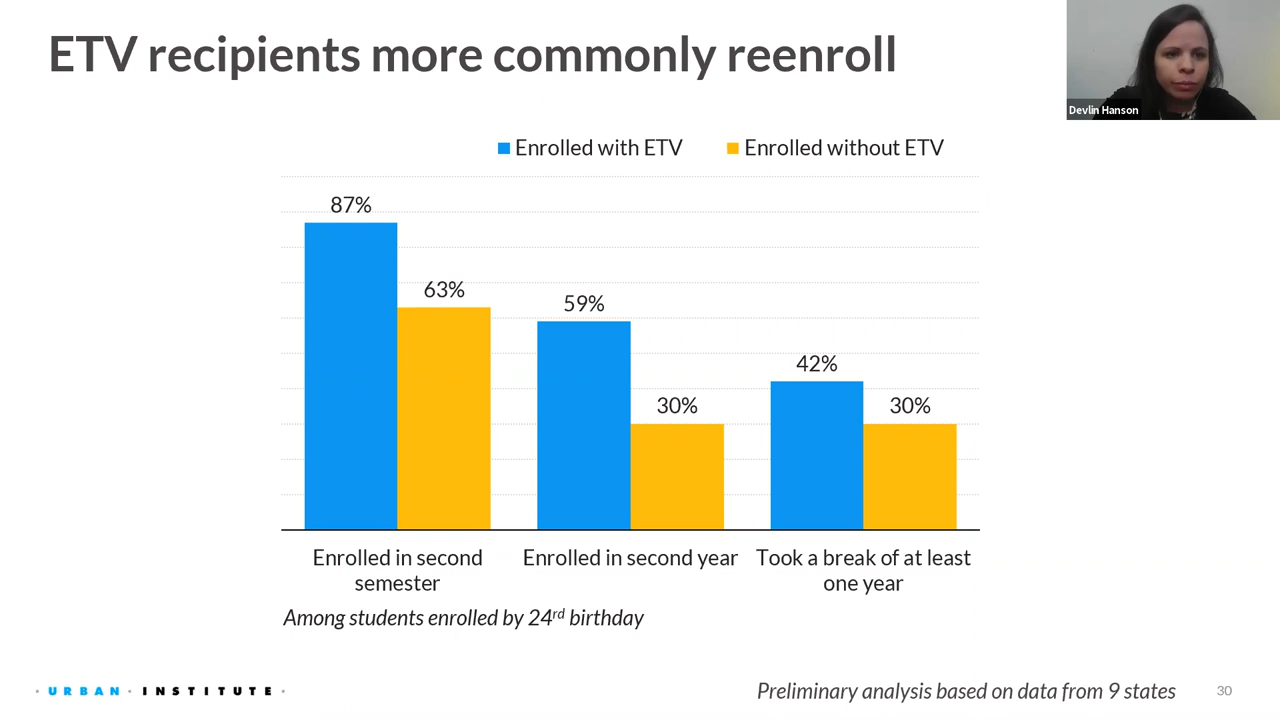 ETV recipients more commonly reenroll
Devlin Hanson
Enrolled with ETV
Enrolled without ETV
87%
63%
59%
30%
42%
30%
Enrolled in second
semester
Enrolled in second year
Took a break of at least
one year
Among students enrolled by 24rd birthday
· URBAN · INSTITUTE ·
Preliminary analysis based on data from 9 states
30